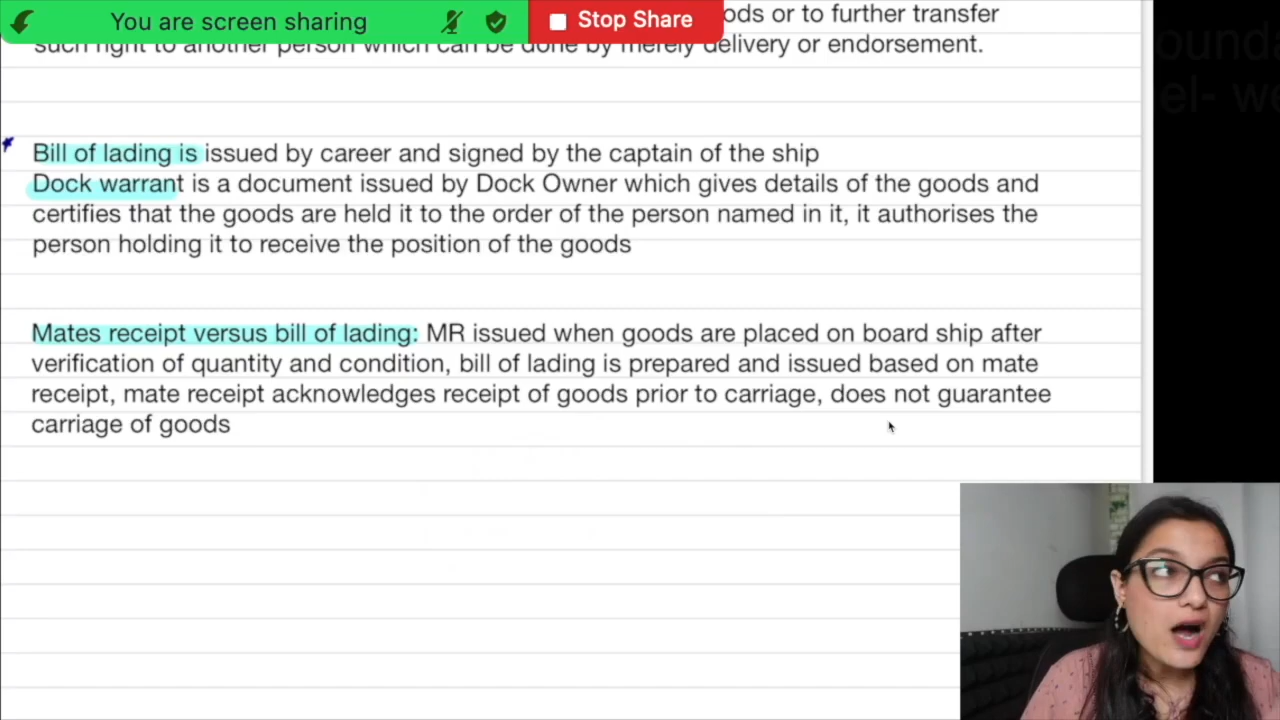 You are screen sharing
Stop Share
ods or to further transfer
such right to another person which can be done by merely delivery or endorsement.
Bill of lading is issued by career and signed by the captain of the ship
Dock warrant is a document issued by Dock Owner which gives details of the goods and
certifies that the goods are held it to the order of the person named in it, it authorises the
person holding it to receive the position of the goods
Mates receipt versus bill of lading: MR issued when goods are placed on board ship after
verification of quantity and condition, bill of lading is prepared and issued based on mate
receipt, mate receipt acknowledges receipt of goods prior to carriage, does not guarantee
carriage of goods